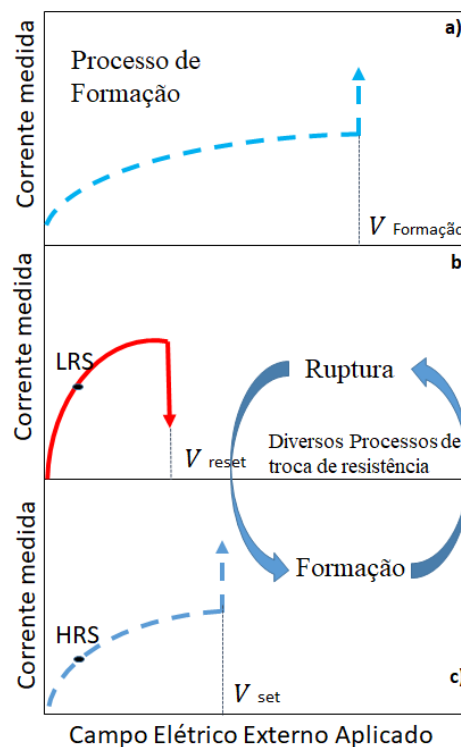 a)
Processo de
Formação
Corrente medida
V Formação
b
Corrente medida
LRS
Ruptura
V reset
Diversos Processos de
troca de resistência
Formação
Corrente medida
HRS
V set
c)
Campo Elétrico Externo Aplicado